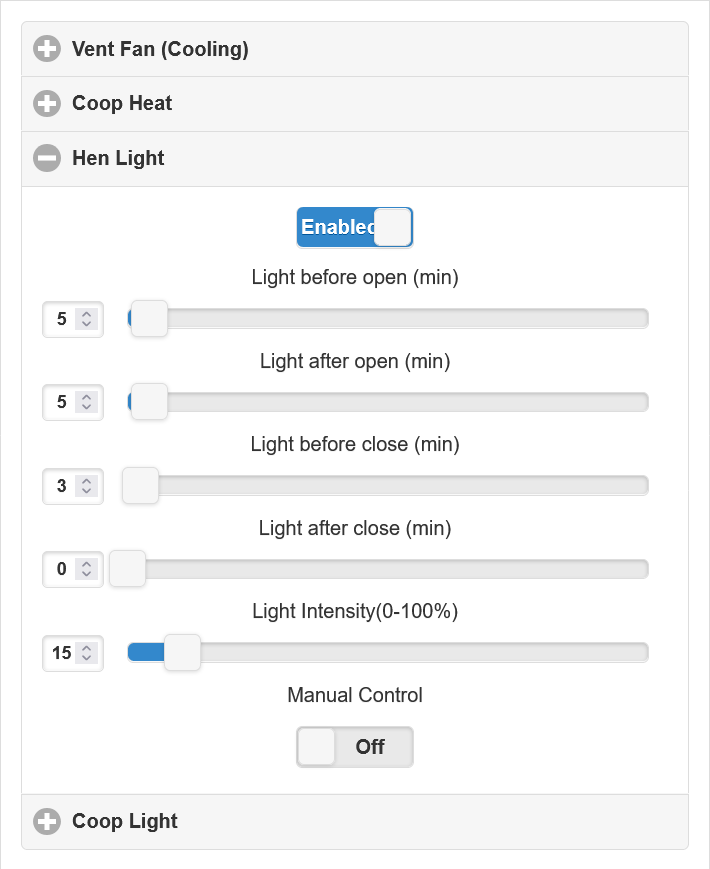 Vent Fan (Cooling)
Coop Heat
Hen Light
Enabled
Light before open (min)
5
Light after open (min)
5
Light before close (min)
3
Light after close (min)
0
Light Intensity(0-100%)
15
Manual Control
Off
Coop Light